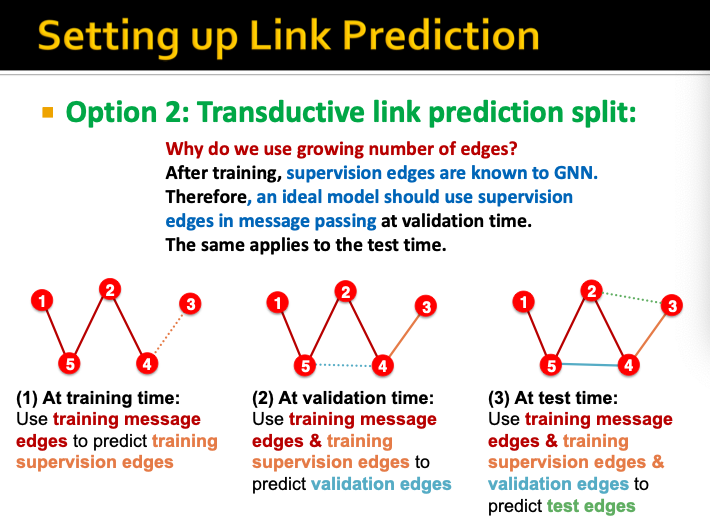 Setting up Link Prediction
Option 2: Transductive link prediction split:
Why do we use growing number of edges?
After training, supervision edges are known to GNN.
Therefore, an ideal model should use supervision
edges in message passing at validation time.
The same applies to the test time.
1
2
3
5
4
1
2
3
5
4
1
2
3
5
4
(1) At training time:
Use training message
edges to predict training
supervision edges
(2) At validation time:
Use training message
edges & training
supervision edges to
predict validation edges
(3) At test time:
Use training message
edges & training
supervision edges &
validation edges to
predict test edges